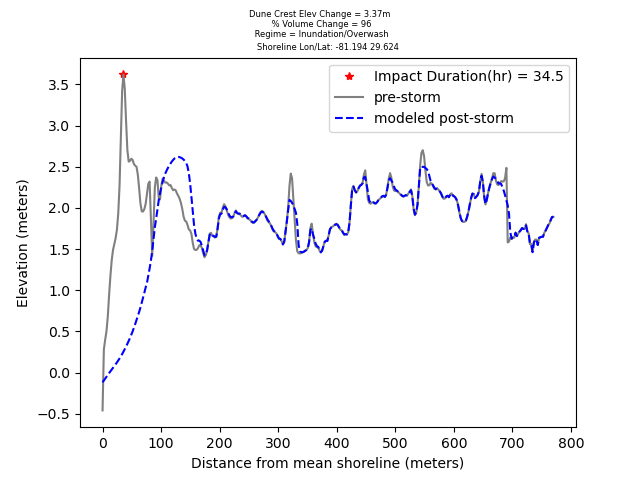 Dune Crest Elev Change = 3.37m
% Volume Change = 96
Regime = Inundation/Overwash
Shoreline Lon/Lat: -81.194 29.624
Impact Duration(hr) = 34.5
pre-storm
modeled post-storm
Elevation (meters)
3.5
3.0
2.5
2.0
1.5
1.0
0.5
0.0
−0.5
0 100 200 300 400 500 600 700 800
Distance from mean shoreline (meters)